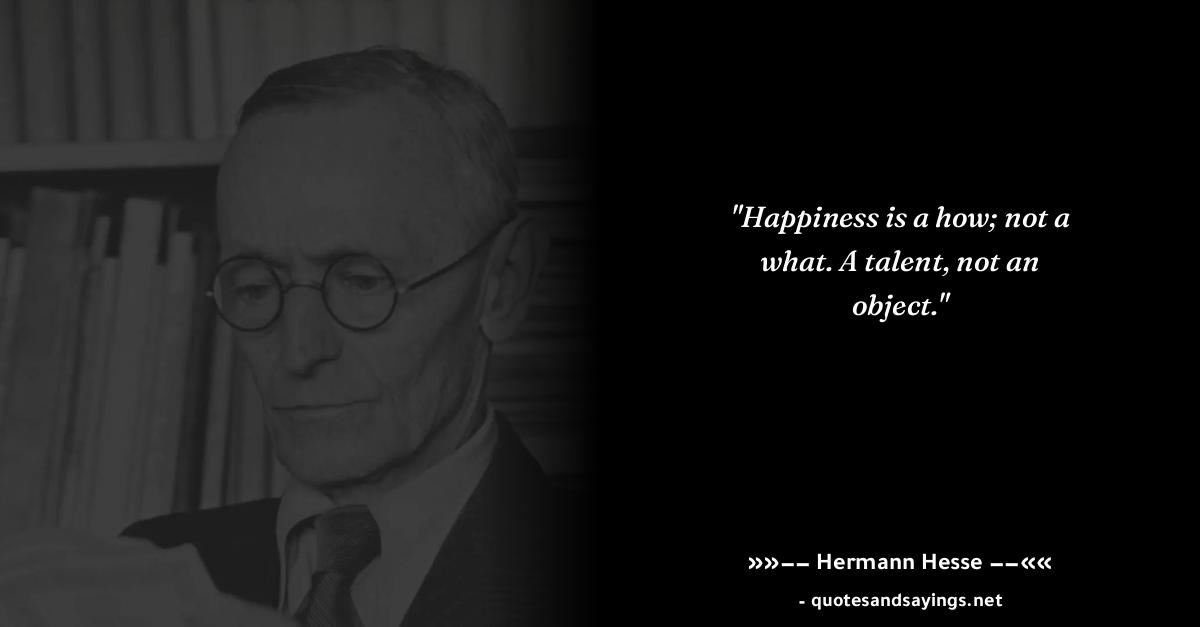 "Happiness is a how; not a
what. A talent, not an
object."
»»−− Hermann Hesse −−««
- quotesandsayings.net